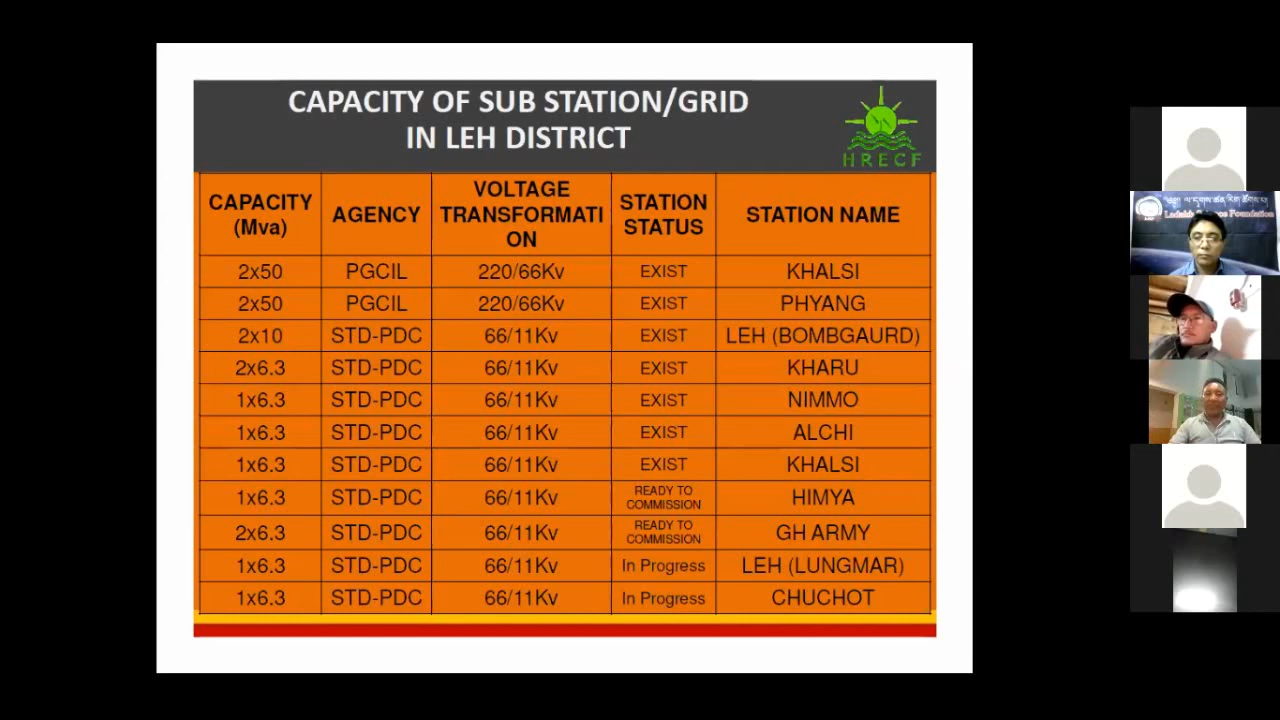 CAPACITY OF SUB STATION/GRID
IN LEH DISTRICT
HRECF
CAPACITY (Mva) AGENCY VOLTAGE TRANSFORMATI ON STATION STATUS STATION NAME
2x50 PGCIL 220/66Kv EXIST KHALSI
2x50 PGCIL 220/66Kv EXIST PHYANG
2x10 STD-PDC 66/11Kv EXIST LEH (BOMBGAURD)
2x6.3 STD-PDC 66/11Kv EXIST KHARU
1x6.3 STD-PDC 66/11Kv EXIST NIMMO
1x6.3 STD-PDC 66/11Kv EXIST ALCHI
1x6.3 STD-PDC 66/11Kv EXIST KHALSI
1x6.3 STD-PDC 66/11Kv READY TO COMMISSION HIMYA
2x6.3 STD-PDC 66/11Kv READY TO COMMISSION GH ARMY
1x6.3 STD-PDC 66/11Kv In Progress LEH (LUNGMAR)
1x6.3 STD-PDC 66/11Kv In Progress CHUCHOT
Foundation